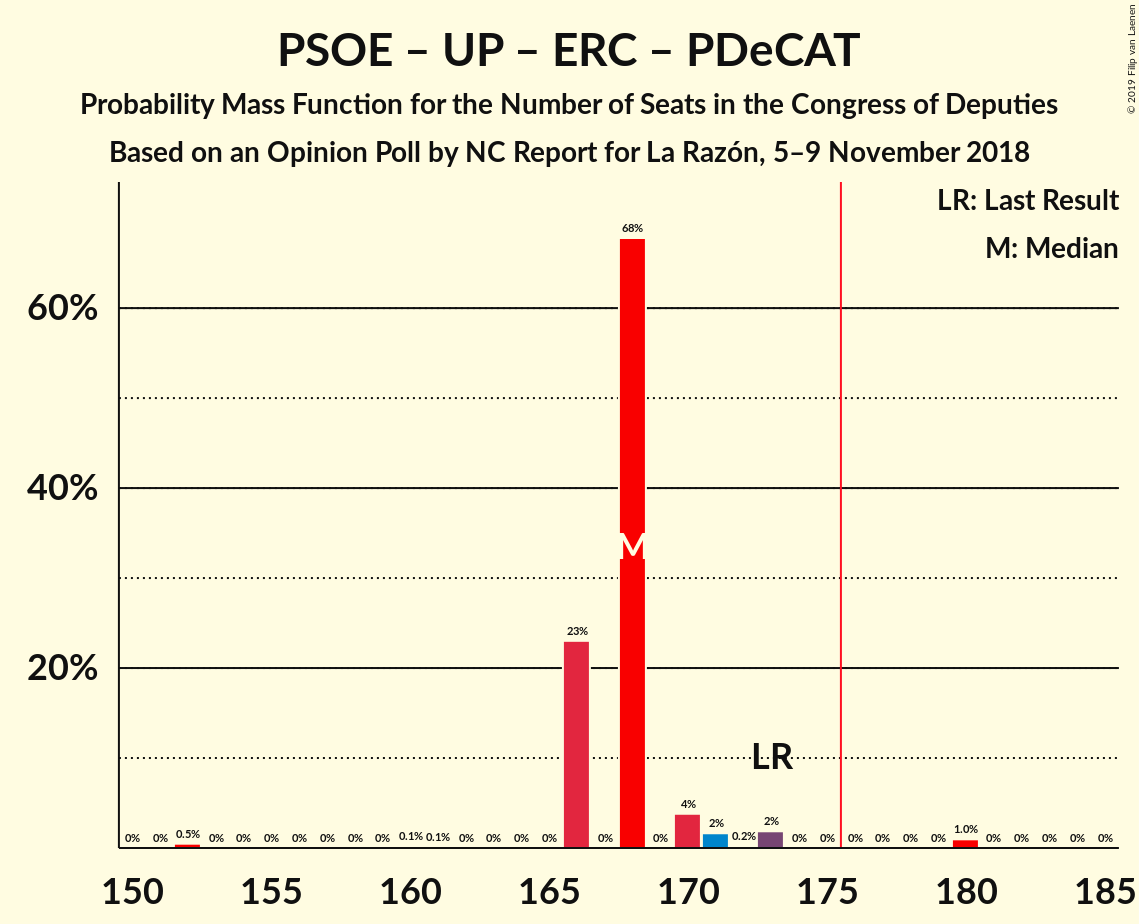 PSOE – UP – ERC – PDeCAT
Probability Mass Function for the Number of Seats in the Congress of Deputies
Based on an Opinion Poll by NC Report for La Razón, 5–9 November 2018
© 2019 Filip van Laenen
LR: Last Result
M: Median
60%
40%
20%
68%
M
23%
LR
0% 0% 0.5% 0% 0% 0% 0% 0% 0% 0% 0.1% 0.1% 0% 0% 0% 0% 0% 0% 4% 2% 0.2% 2% 0% 0% 0% 0% 0% 0% 1.0% 0% 0% 0% 0% 0%
150 155 160 165 170 175 180 185